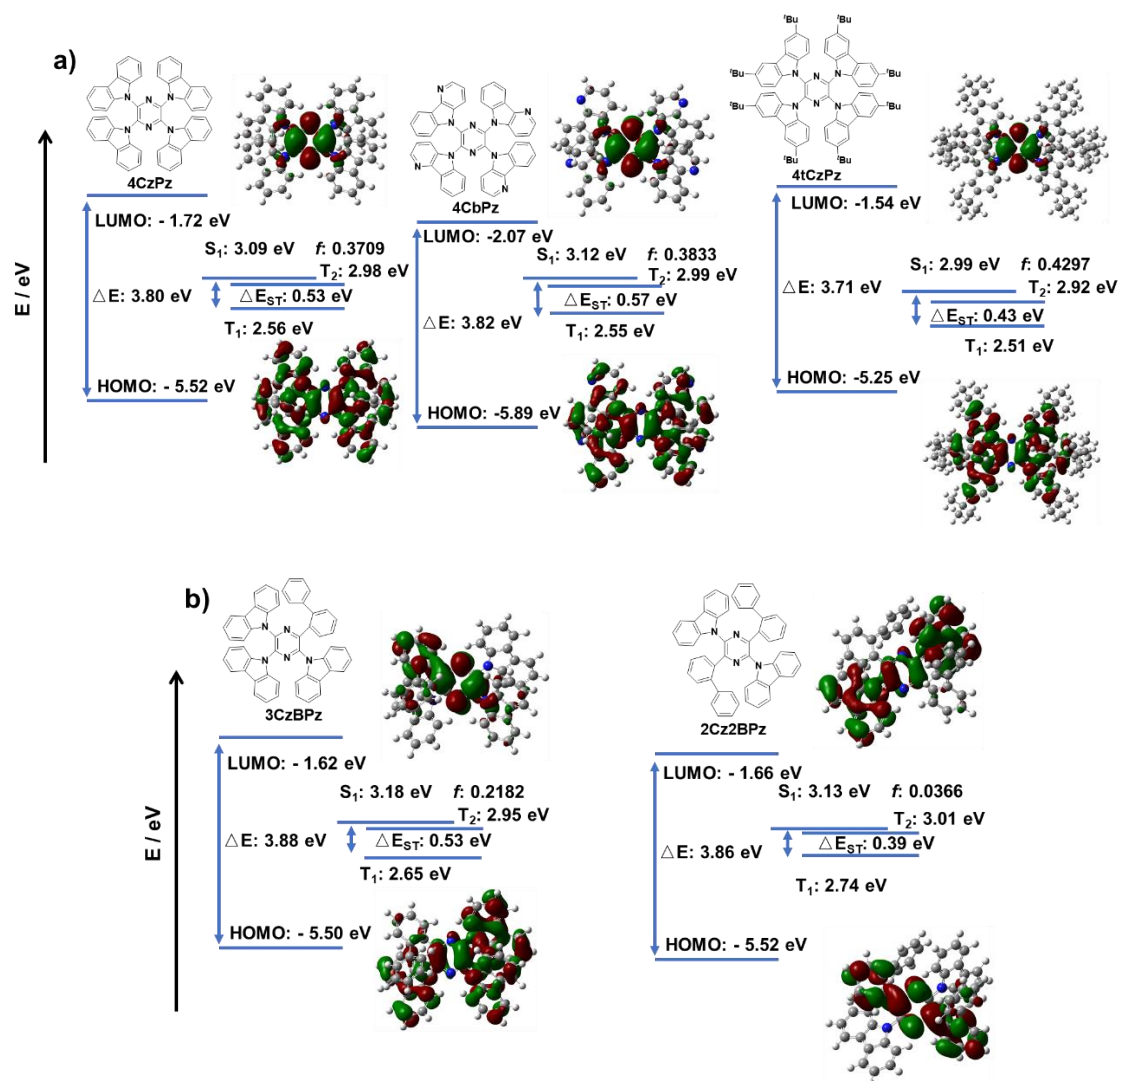 a)
E / eV
4CzPz
LUMO: - 1.72 eV
S1: 3.09 eV f: 0.3709
T2: 2.98 eV
△E: 3.80 eV
△EST: 0.53 eV
T1: 2.56 eV
HOMO: - 5.52 eV
N
N
N
N
N
N
4CbPz
LUMO: -2.07 eV
S1: 3.12 eV f: 0.3833
T2: 2.99 eV
△E: 3.82 eV
△EST: 0.57 eV
T1: 2.55 eV
HOMO: -5.89 eV
N
N
N
N
N
N
N
N
N
N
4tCzPz
LUMO: -1.54 eV
S1: 2.99 eV f: 0.4297
T2: 2.92 eV
△E: 3.71 eV
△EST: 0.43 eV
T1: 2.51 eV
HOMO: -5.25 eV
tBu
tBu
tBu
tBu
tBu
tBu
tBu
tBu
N
N
N
N
N
N
b)
E / eV
3CzBPz
LUMO: - 1.62 eV
S1: 3.18 eV f: 0.2182
T2: 2.95 eV
△E: 3.88 eV
△EST: 0.53 eV
T1: 2.65 eV
HOMO: - 5.50 eV
N
N
N
N
N
2Cz2BPz
LUMO: - 1.66 eV
S1: 3.13 eV f: 0.0366
T2: 3.01 eV
△E: 3.86 eV
△EST: 0.39 eV
T1: 2.74 eV
HOMO: - 5.52 eV
N
N
N
N